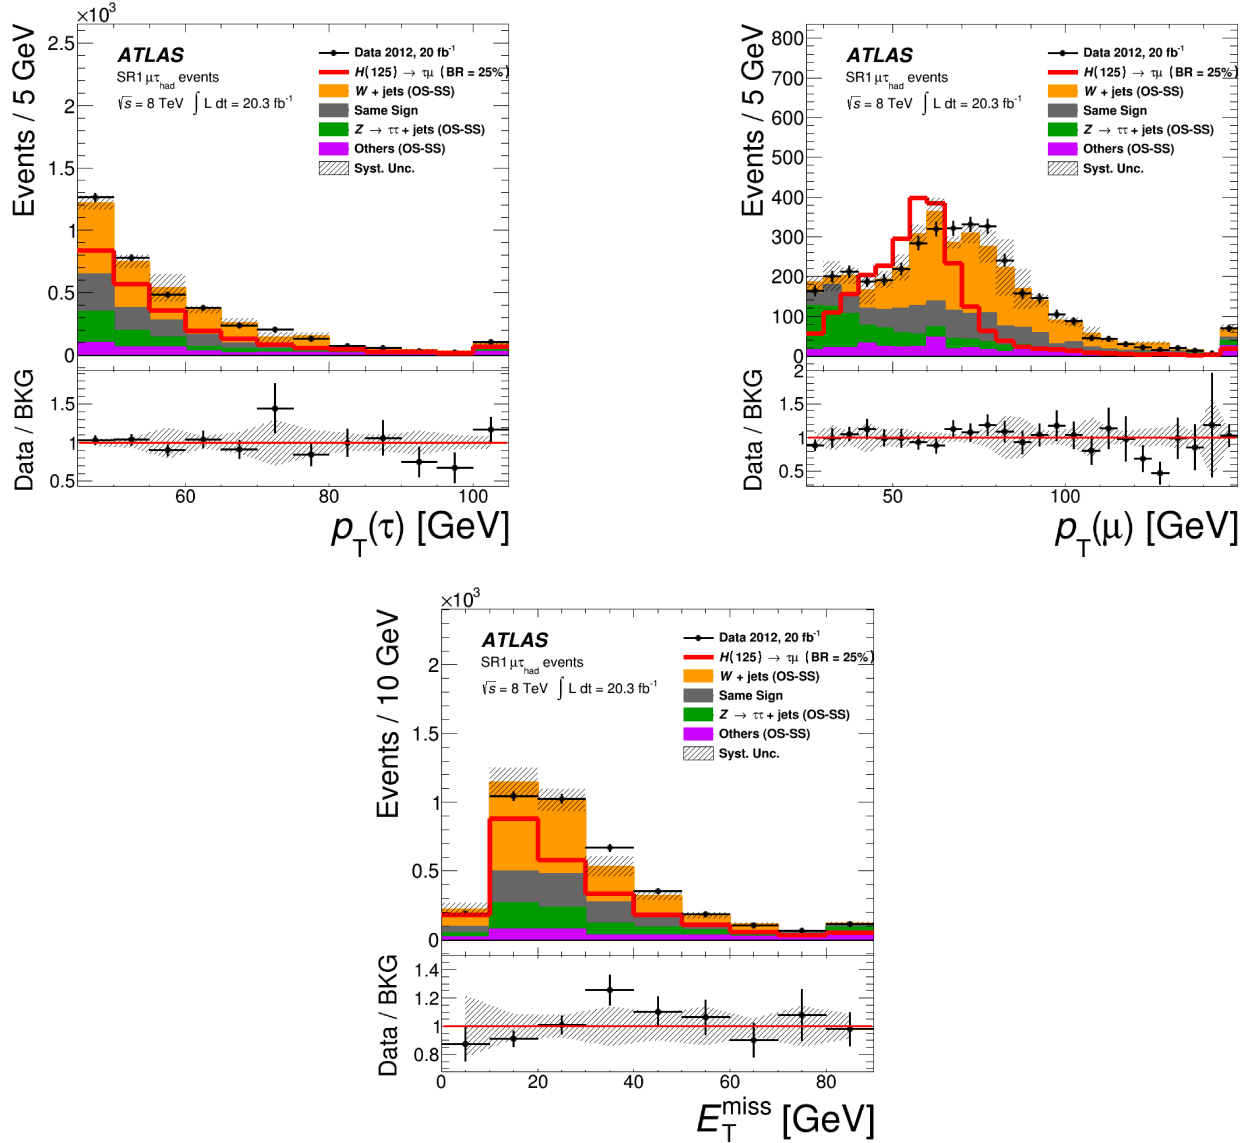 ×10³
Events / 5 GeV
2.5
2
1.5
1
1
0.5
0
ATLAS
SR1 μτhad events
√s = 8 TeV ∫ L dt = 20.3 fb⁻¹
Data 2012, 20 fb⁻¹
H(125) → τμ (BR = 25%)
W + jets (OS-SS)
Same Sign
Z → ττ + jets (OS-SS)
Others (OS-SS)
Syst. Unc.
Data / BKG
1.5
1
0.5
60 80 100
pT(τ) [GeV]
Events / 5 GeV
800
700
600
500
400
300
200
100
0
ATLAS
SR1 μτhad events
√s = 8 TeV ∫ L dt = 20.3 fb⁻¹
Data 2012, 20 fb⁻¹
H(125) → τμ (BR = 25%)
W + jets (OS-SS)
Same Sign
Z → ττ + jets (OS-SS)
Others (OS-SS)
Syst. Unc.
Data / BKG
2
1.5
1
0.5
50 100
pT(μ) [GeV]
×10³
Events / 10 GeV
2
1.5
1
0.5
0
ATLAS
SR1 μτhad events
√s = 8 TeV ∫ L dt = 20.3 fb⁻¹
Data 2012, 20 fb⁻¹
H(125) → τμ (BR = 25%)
W + jets (OS-SS)
Same Sign
Z → ττ + jets (OS-SS)
Others (OS-SS)
Syst. Unc.
Data / BKG
1.4
1.2
1
0.8
0 20 40 60 80
ETmiss [GeV]